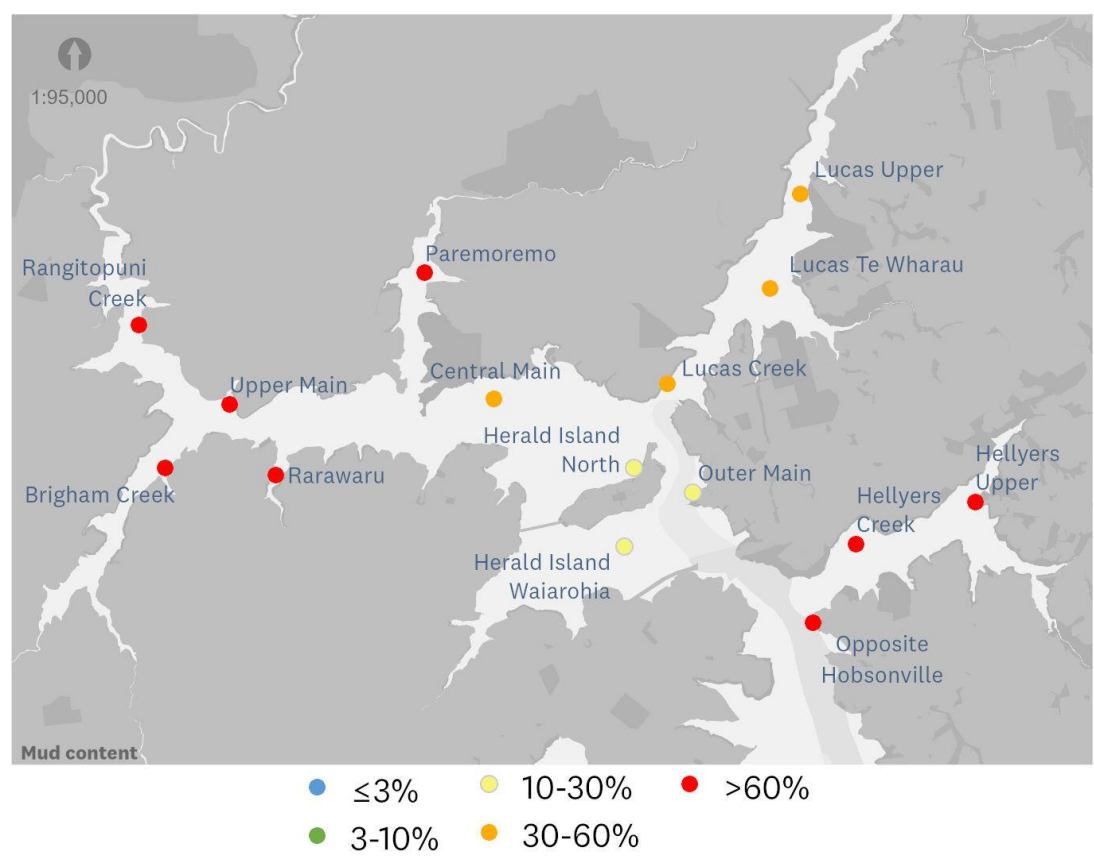 1:95,000
Lucas Upper
Paremoremo
Rangitopuni
Creek
Lucas Te Wharau
Central Main
Lucas Creek
Upper Main
Herald Island
North
Outer Main
Rarawaru
Brigham Creek
Hellyers
Upper
Hellyers
Creek
Herald Island
Waiarohia
Opposite
Hobsonville
Mud content
≤3%
10-30%
>60%
3-10%
30-60%